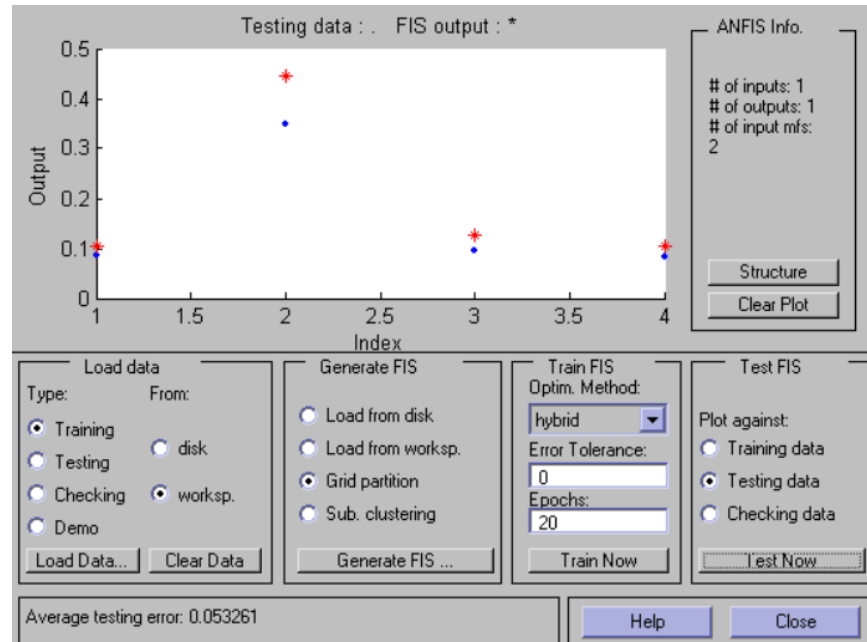 Testing data : .   FIS output : *
0.5
0.4
0.3
0.2
0.1
0
Output
1 1.5 2 2.5 3 3.5 4
Index
ANFIS Info.
# of inputs: 1
# of outputs: 1
# of input mfs:
2
Structure
Clear Plot
Load data
Type: From:
Training
Testing
Checking
Demo
disk
worksp.
Load Data... Clear Data
Generate FIS
Load from disk
Load from worksp.
Grid partition
Sub. clustering
Generate FIS ...
Train FIS
Optim. Method:
hybrid
Error Tolerance:
0
Epochs:
20
Train Now
Test FIS
Plot against:
Training data
Testing data
Checking data
Test Now
Average testing error: 0.053261
Help Close